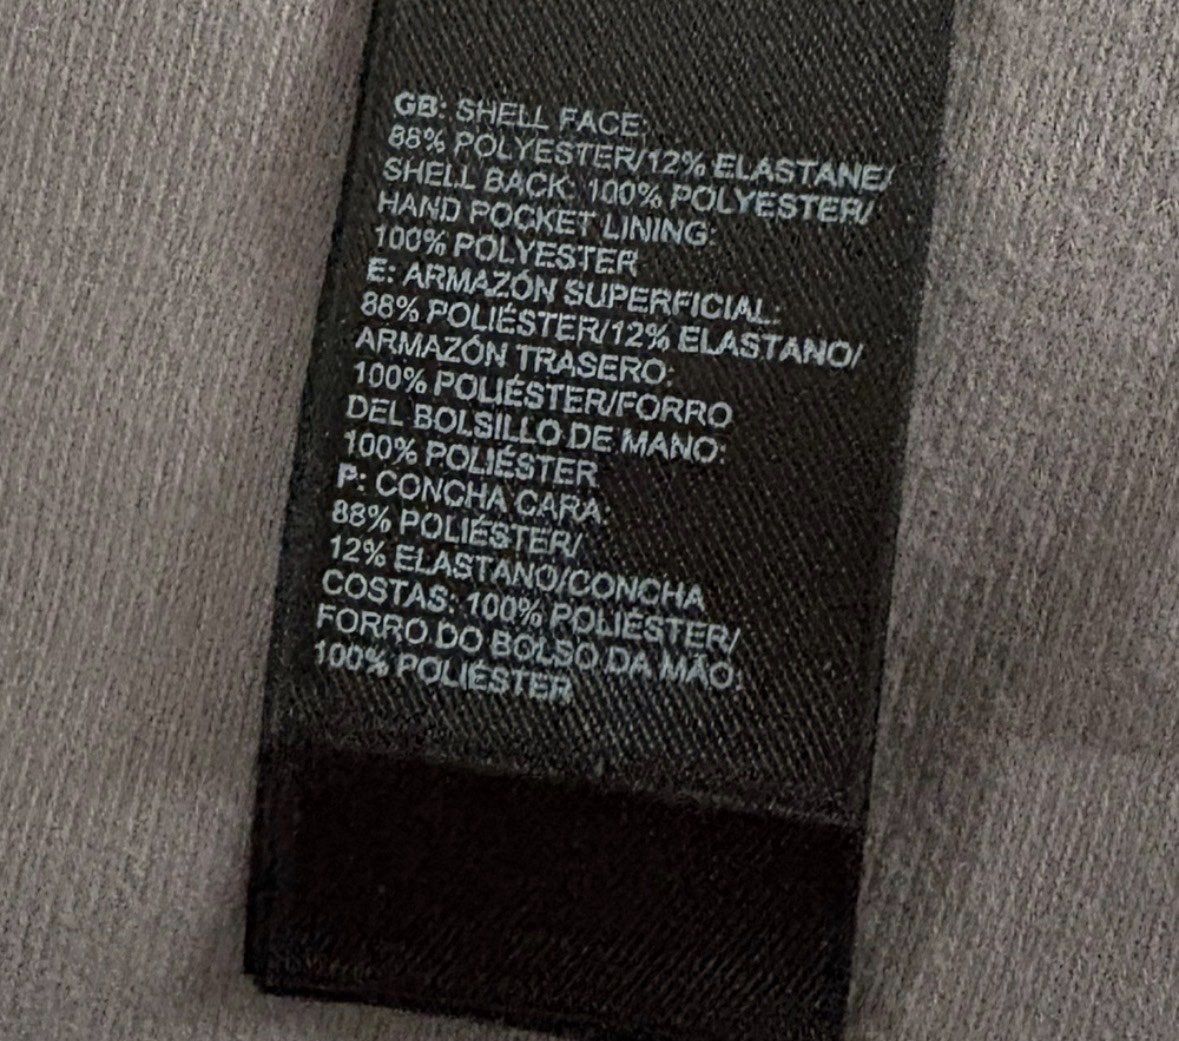 GB: SHELL FACE:
88% POLYESTER/12% ELASTANE/
SHELL BACK: 100% POLYESTER/
HAND POCKET LINING:
100% POLYESTER
E: ARMAZÓN SUPERFICIAL:
88% POLIÉSTER/12% ELASTANO/
ARMAZÓN TRASERO:
100% POLIÉSTER/FORRO
DEL BOLSILLO DE MANO:
100% POLIÉSTER
P: CONCHA CARA:
88% POLIÉSTER/
12% ELASTANO/CONCHA
COSTAS: 100% POLIÉSTER/
FORRO DO BOLSO DA MÃO:
100% POLIÉSTER